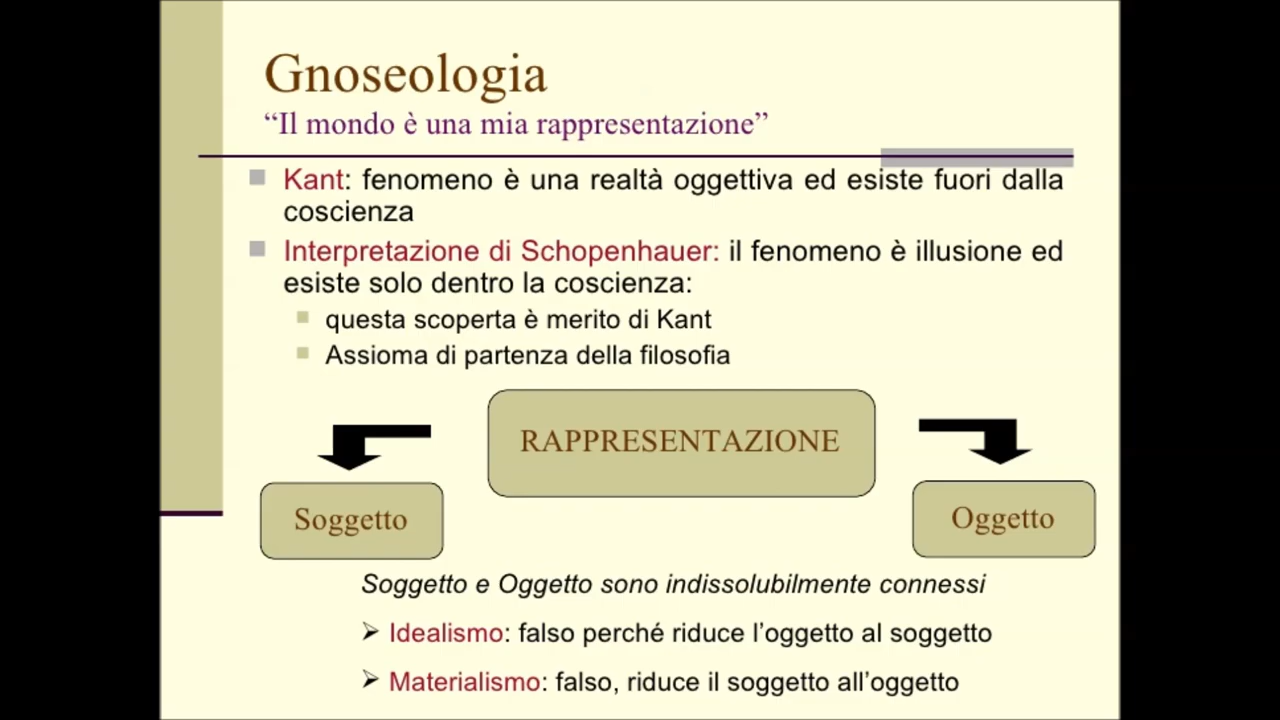 Gnoseologia
“Il mondo è una mia rappresentazione”
Kant: fenomeno è una realtà oggettiva ed esiste fuori dalla
coscienza
Interpretazione di Schopenhauer: il fenomeno è illusione ed
esiste solo dentro la coscienza:
questa scoperta è merito di Kant
Assioma di partenza della filosofia
RAPPRESENTAZIONE
Soggetto
Oggetto
Soggetto e Oggetto sono indissolubilmente connessi
Idealismo: falso perché riduce l’oggetto al soggetto
Materialismo: falso, riduce il soggetto all’oggetto